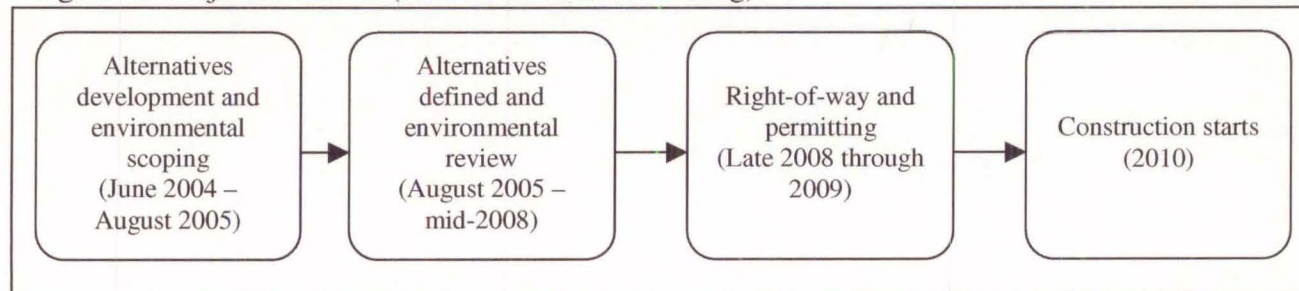 Alternatives
development and
environmental
scoping
(June 2004 –
August 2005)
Alternatives
defined and
environmental
review
(August 2005 –
mid-2008)
Right-of-way and
permitting
(Late 2008 through
2009)
Construction starts
(2010)